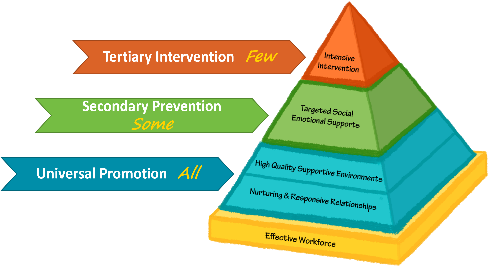 Tertiary Intervention Few
Intensive
Intervention
Secondary Prevention
Some
Targeted Social
Emotional Supports
Universal Promotion All
High Quality Supportive Environments
Nurturing & Responsive Relationships
Effective Workforce